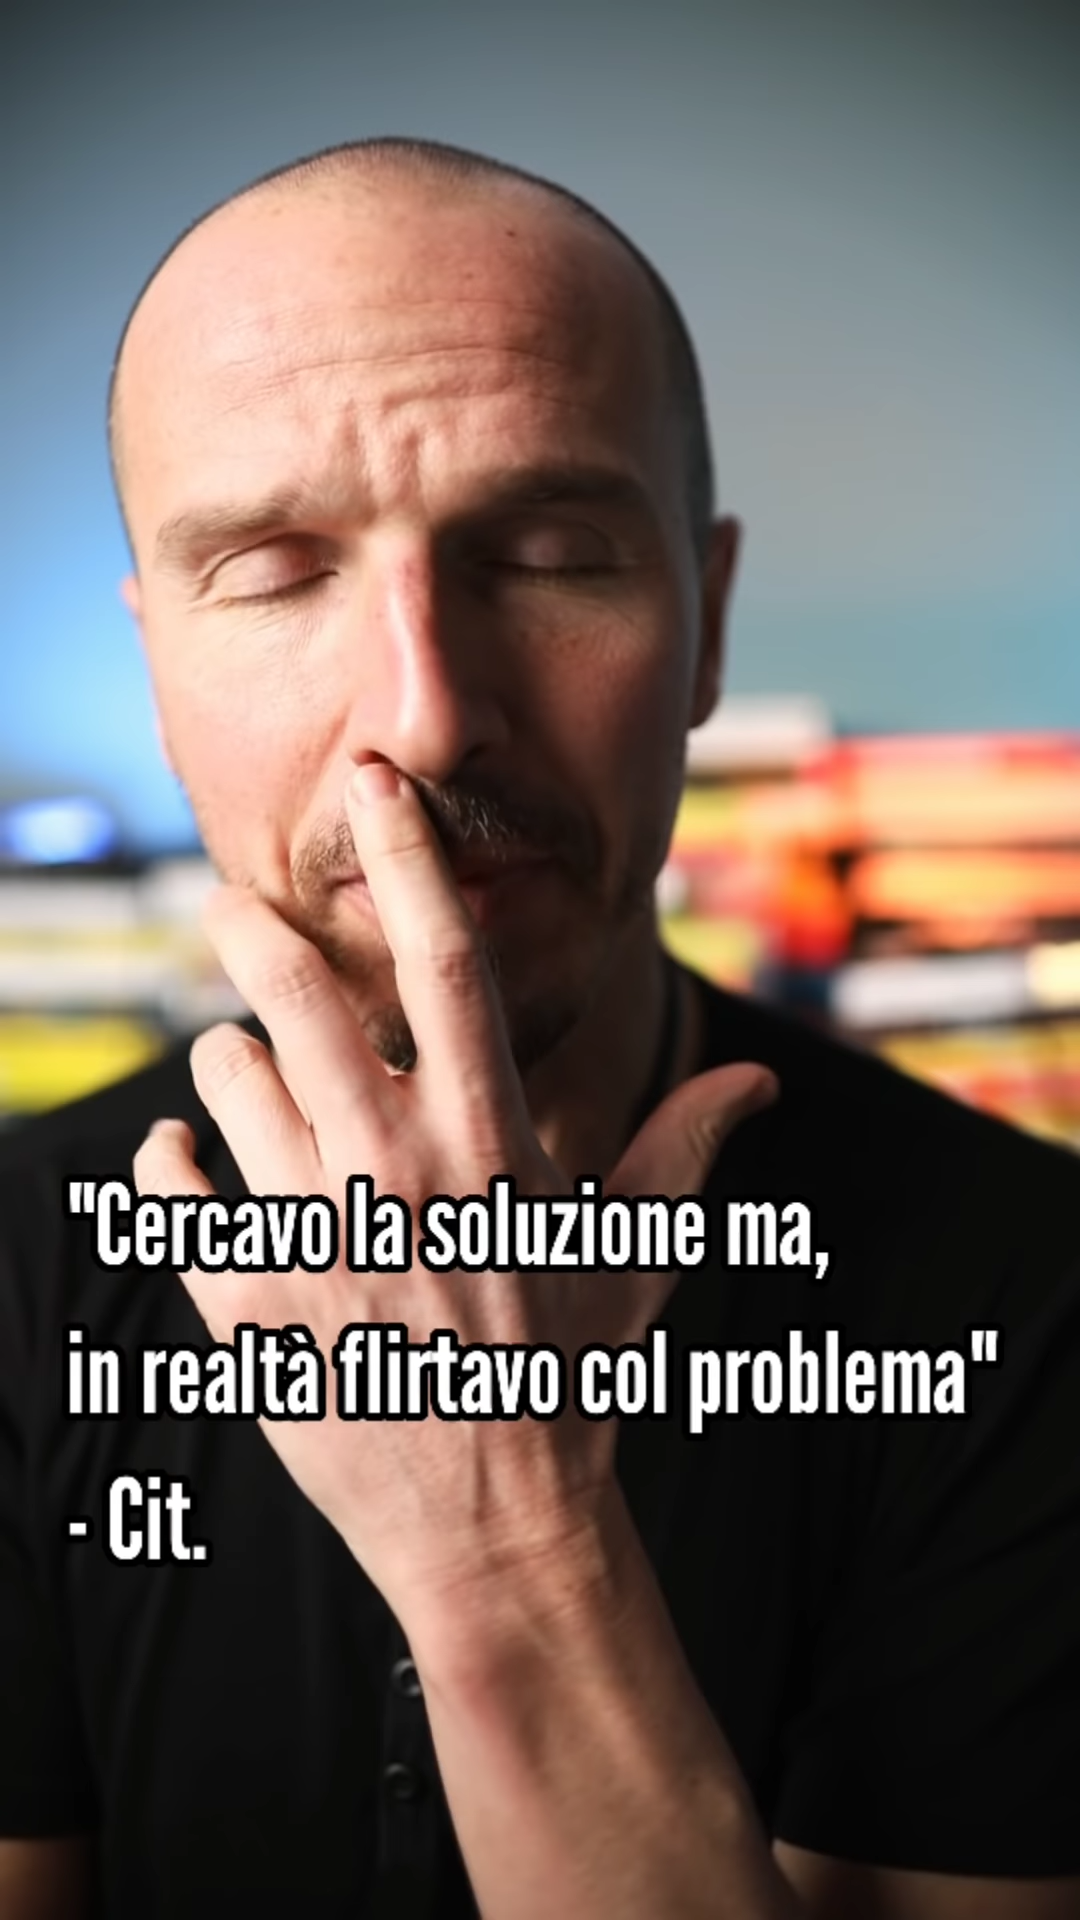 "Cercavo la soluzione ma,
in realtà flirtavo col problema"
- Cit.